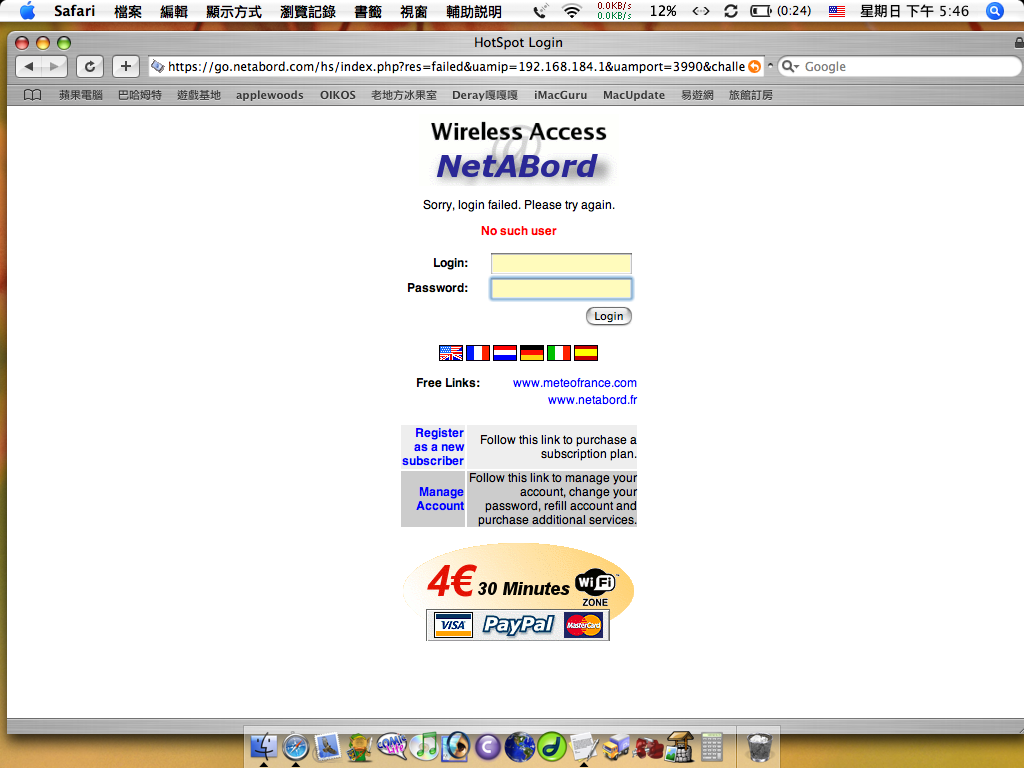 Safari 檔案 編輯 顯示方式 瀏覽記錄 書籤 視窗 輔助說明 0.0KB/s 0.0KB/s 12% (0:24) 星期日 下午 5:46
HotSpot Login
https://go.netabord.com/hs/index.php?res=failed&uamip=192.168.184.1&uamport=3990&challe Google
蘋果電腦 巴哈姆特 遊戲基地 applewoods OIKOS 老地方冰果室 Deray嘎嘎嘎 iMacGuru MacUpdate 易遊網 旅館訂房
Wireless Access
@
NetABord
Sorry, login failed. Please try again.
No such user
Login:
Password:
Login
Free Links: www.meteofrance.com
www.netabord.fr
Register
as a new
subscriber
Follow this link to purchase a
subscription plan.
Manage
Account
Follow this link to manage your
account, change your
password, refill account and
purchase additional services.
4€ 30 Minutes Wi Fi
ZONE
VISA PayPal MasterCard
COMIC
Life